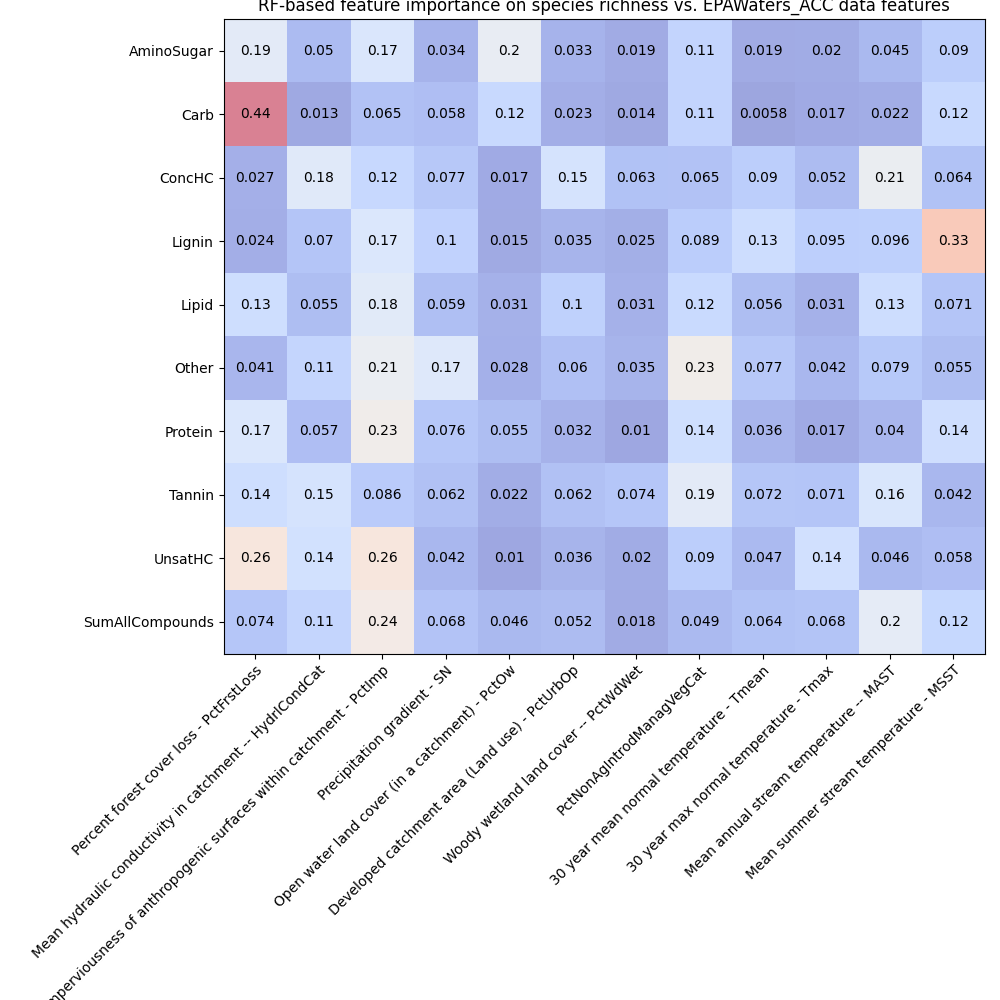 RF-based feature importance on species richness vs. EPAWaters_ACC data features
AminoSugar 0.19 0.05 0.17 0.034 0.2 0.033 0.019 0.11 0.019 0.02 0.045 0.09
Carb 0.44 0.013 0.065 0.058 0.12 0.023 0.014 0.11 0.0058 0.017 0.022 0.12
ConcHC 0.027 0.18 0.12 0.077 0.017 0.15 0.063 0.065 0.09 0.052 0.21 0.064
Lignin 0.024 0.07 0.17 0.1 0.015 0.035 0.025 0.089 0.13 0.095 0.096 0.33
Lipid 0.13 0.055 0.18 0.059 0.031 0.1 0.031 0.12 0.056 0.031 0.13 0.071
Other 0.041 0.11 0.21 0.17 0.028 0.06 0.035 0.23 0.077 0.042 0.079 0.055
Protein 0.17 0.057 0.23 0.076 0.055 0.032 0.01 0.14 0.036 0.017 0.04 0.14
Tannin 0.14 0.15 0.086 0.062 0.022 0.062 0.074 0.19 0.072 0.071 0.16 0.042
UnsatHC 0.26 0.14 0.26 0.042 0.01 0.036 0.02 0.09 0.047 0.14 0.046 0.058
SumAllCompounds 0.074 0.11 0.24 0.068 0.046 0.052 0.018 0.049 0.064 0.068 0.2 0.12
Percent forest cover loss - PctFrstLoss
Mean hydraulic conductivity in catchment -- HydrlCondCat
mperviousness of anthropogenic surfaces within catchment - PctImp
Precipitation gradient - SN
Open water land cover (in a catchment) - PctOw
Developed catchment area (Land use) - PctUrbOp
Woody wetland land cover -- PctWdWet
PctNonAgIntrodManagVegCat
30 year mean normal temperature - Tmean
30 year max normal temperature - Tmax
Mean annual stream temperature -- MAST
Mean summer stream temperature - MSST